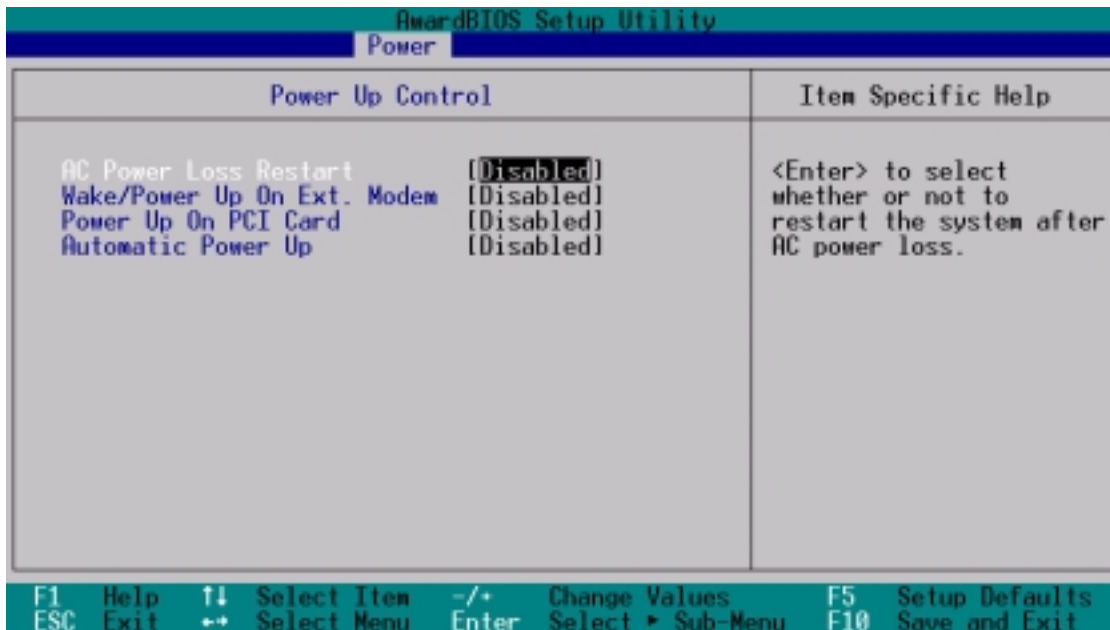 AwardBIOS Setup Utility
Power
Power Up Control
Item Specific Help
AC Power Loss Restart [Disabled]
Wake/Power Up On Ext. Modem [Disabled]
Power Up On PCI Card [Disabled]
Automatic Power Up [Disabled]
<Enter> to select
whether or not to
restart the system after
AC power loss.
F1 Help ↑↓ Select Item -/+ Change Values F5 Setup Defaults
ESC Exit ←→ Select Menu Enter Select ► Sub-Menu F10 Save and Exit